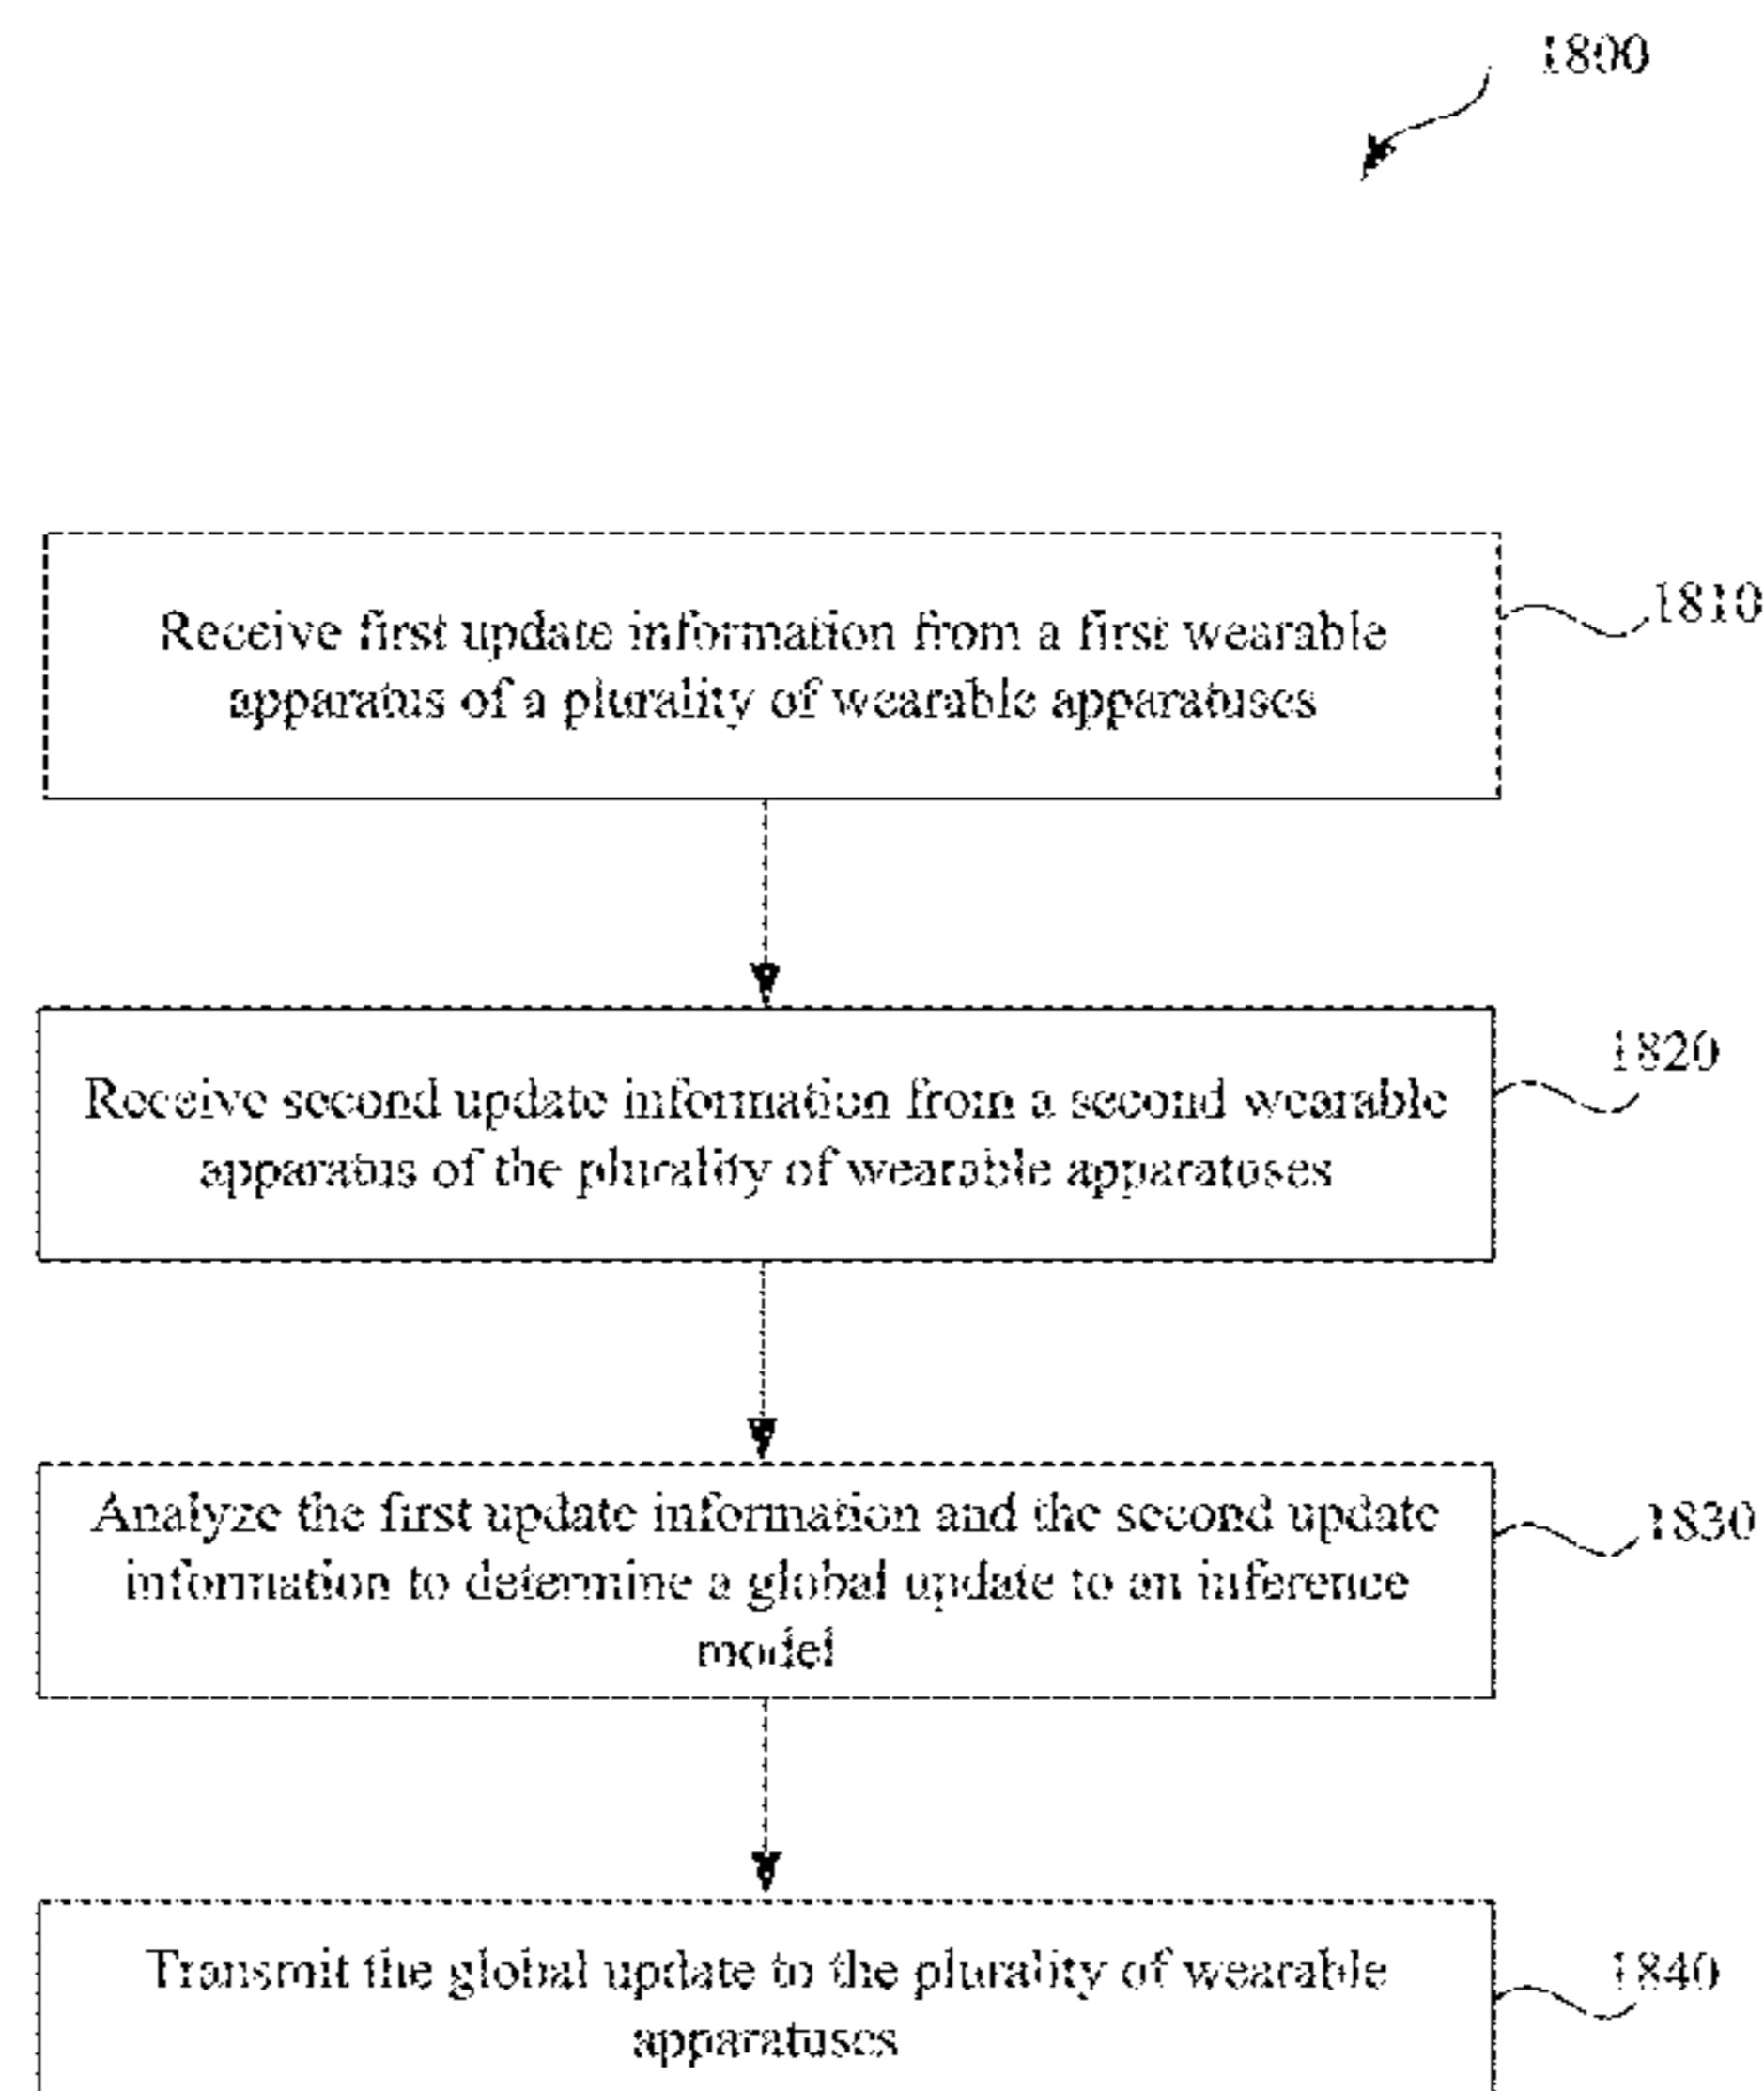 1800
Receive first update information from a first wearable
1810
apparatus of a plurality of wearable apparatuses
1820
Receive second update information from a second wearable
apparatus of the plurality of wearable apparatuses
Analyze the first update information and the second update
1830
information to determine a global update to an inference
model
Transmit the global update to the plurality of wearable
1840
apparatuses